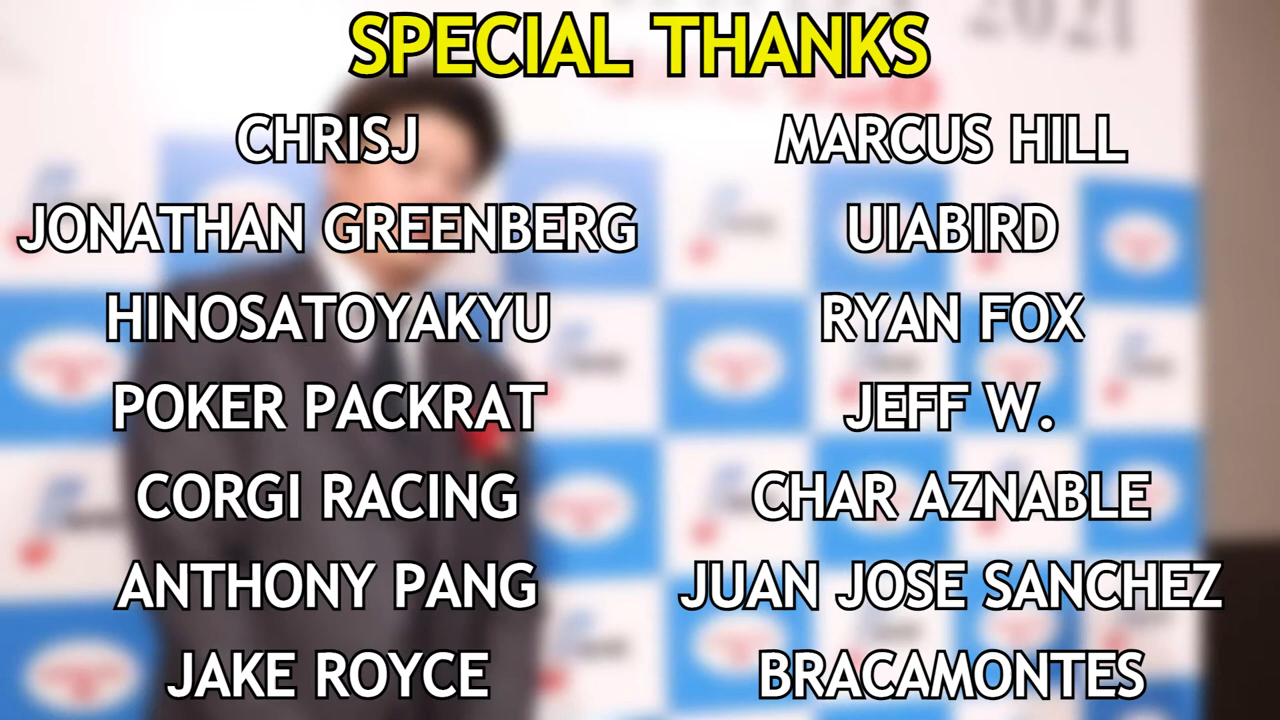 SPECIAL THANKS
CHRISJ
JONATHAN GREENBERG
HINOSATOYAKYU
POKER PACKRAT
CORGI RACING
ANTHONY PANG
JAKE ROYCE
MARCUS HILL
UIABIRD
RYAN FOX
JEFF W.
CHAR AZNABLE
JUAN JOSE SANCHEZ
BRACAMONTES
2021